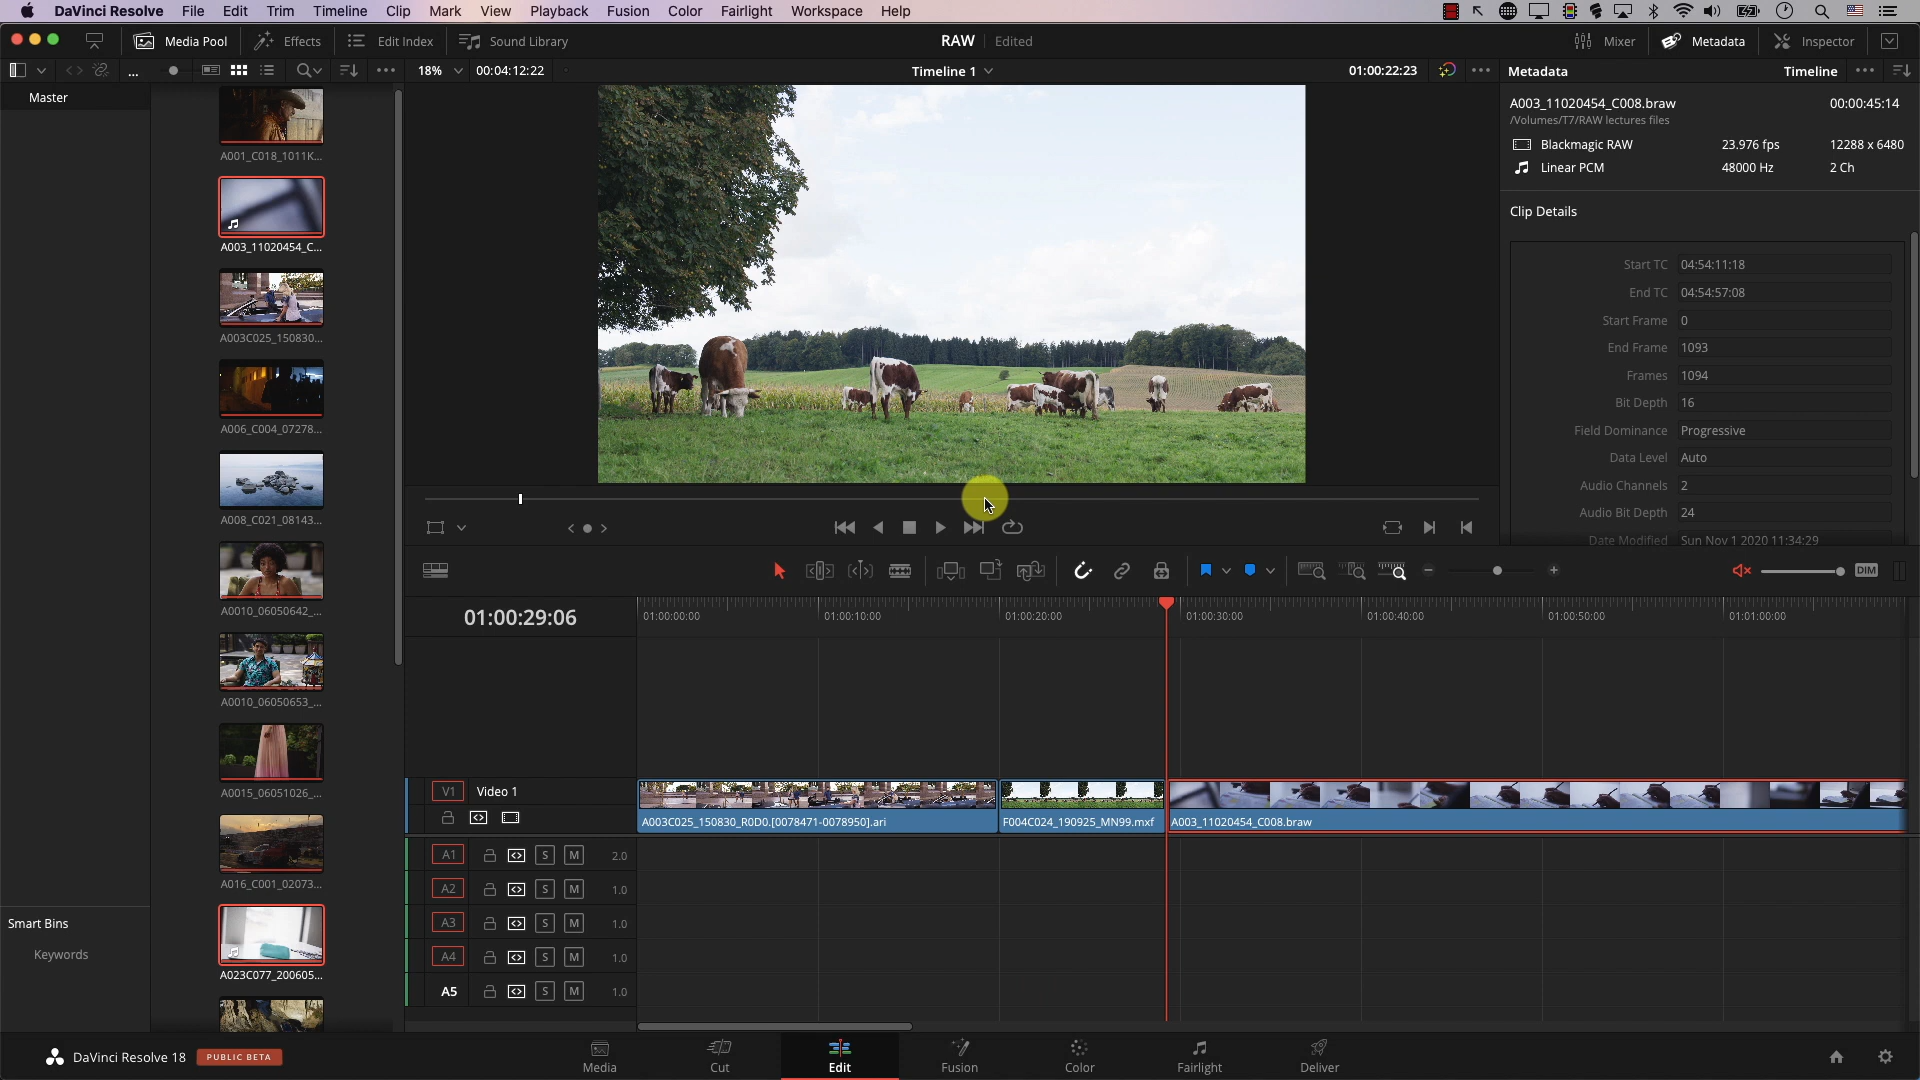 DaVinci Resolve File Edit Trim Timeline Clip Mark View Playback Fusion Color Fairlight Workspace Help
Media Pool Effects Edit Index Sound Library RAW Edited Mixer Metadata Inspector
... 18% 00:04:12:22 Timeline 1 01:00:22:23 Metadata Timeline
Master
A001_C018_1011K...
A003_11020454_C...
A003C025_150830...
A006_C004_07278...
A008_C021_08143...
A0010_06050642_...
A0010_06050653_...
A0015_06051026_...
A016_C001_02073...
A023C077_200605...
Smart Bins
Keywords
A003_11020454_C008.braw 00:00:45:14
/Volumes/T7/RAW lectures files
Blackmagic RAW 23.976 fps 12288 x 6480
Linear PCM 48000 Hz 2 Ch
Clip Details
Start TC 04:54:11:18
End TC 04:54:57:08
Start Frame 0
End Frame 1093
Frames 1094
Bit Depth 16
Field Dominance Progressive
Data Level Auto
Audio Channels 2
Audio Bit Depth 24
Date Modified Sun Nov 1 2020 11:34:29
DIM
01:00:29:06
01:00:00:00 01:00:10:00 01:00:20:00 01:00:30:00 01:00:40:00 01:00:50:00 01:01:00:00
V1 Video 1
A003C025_150830_R0D0.[0078471-0078950].ari F004C024_190925_MN99.mxf A003_11020454_C008.braw
A1 S M 2.0
A2 S M 1.0
A3 S M 1.0
A4 S M 1.0
A5 S M 1.0
DaVinci Resolve 18 PUBLIC BETA
Media Cut Edit Fusion Color Fairlight Deliver